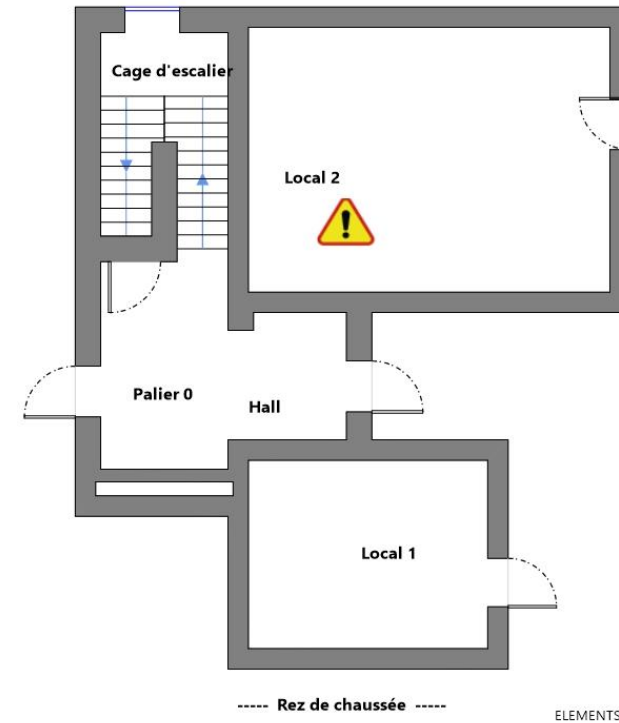 Cage d'escalier
Local 2
Palier 0
Hall
Local 1
----- Rez de chaussée -----
ELEMENTS